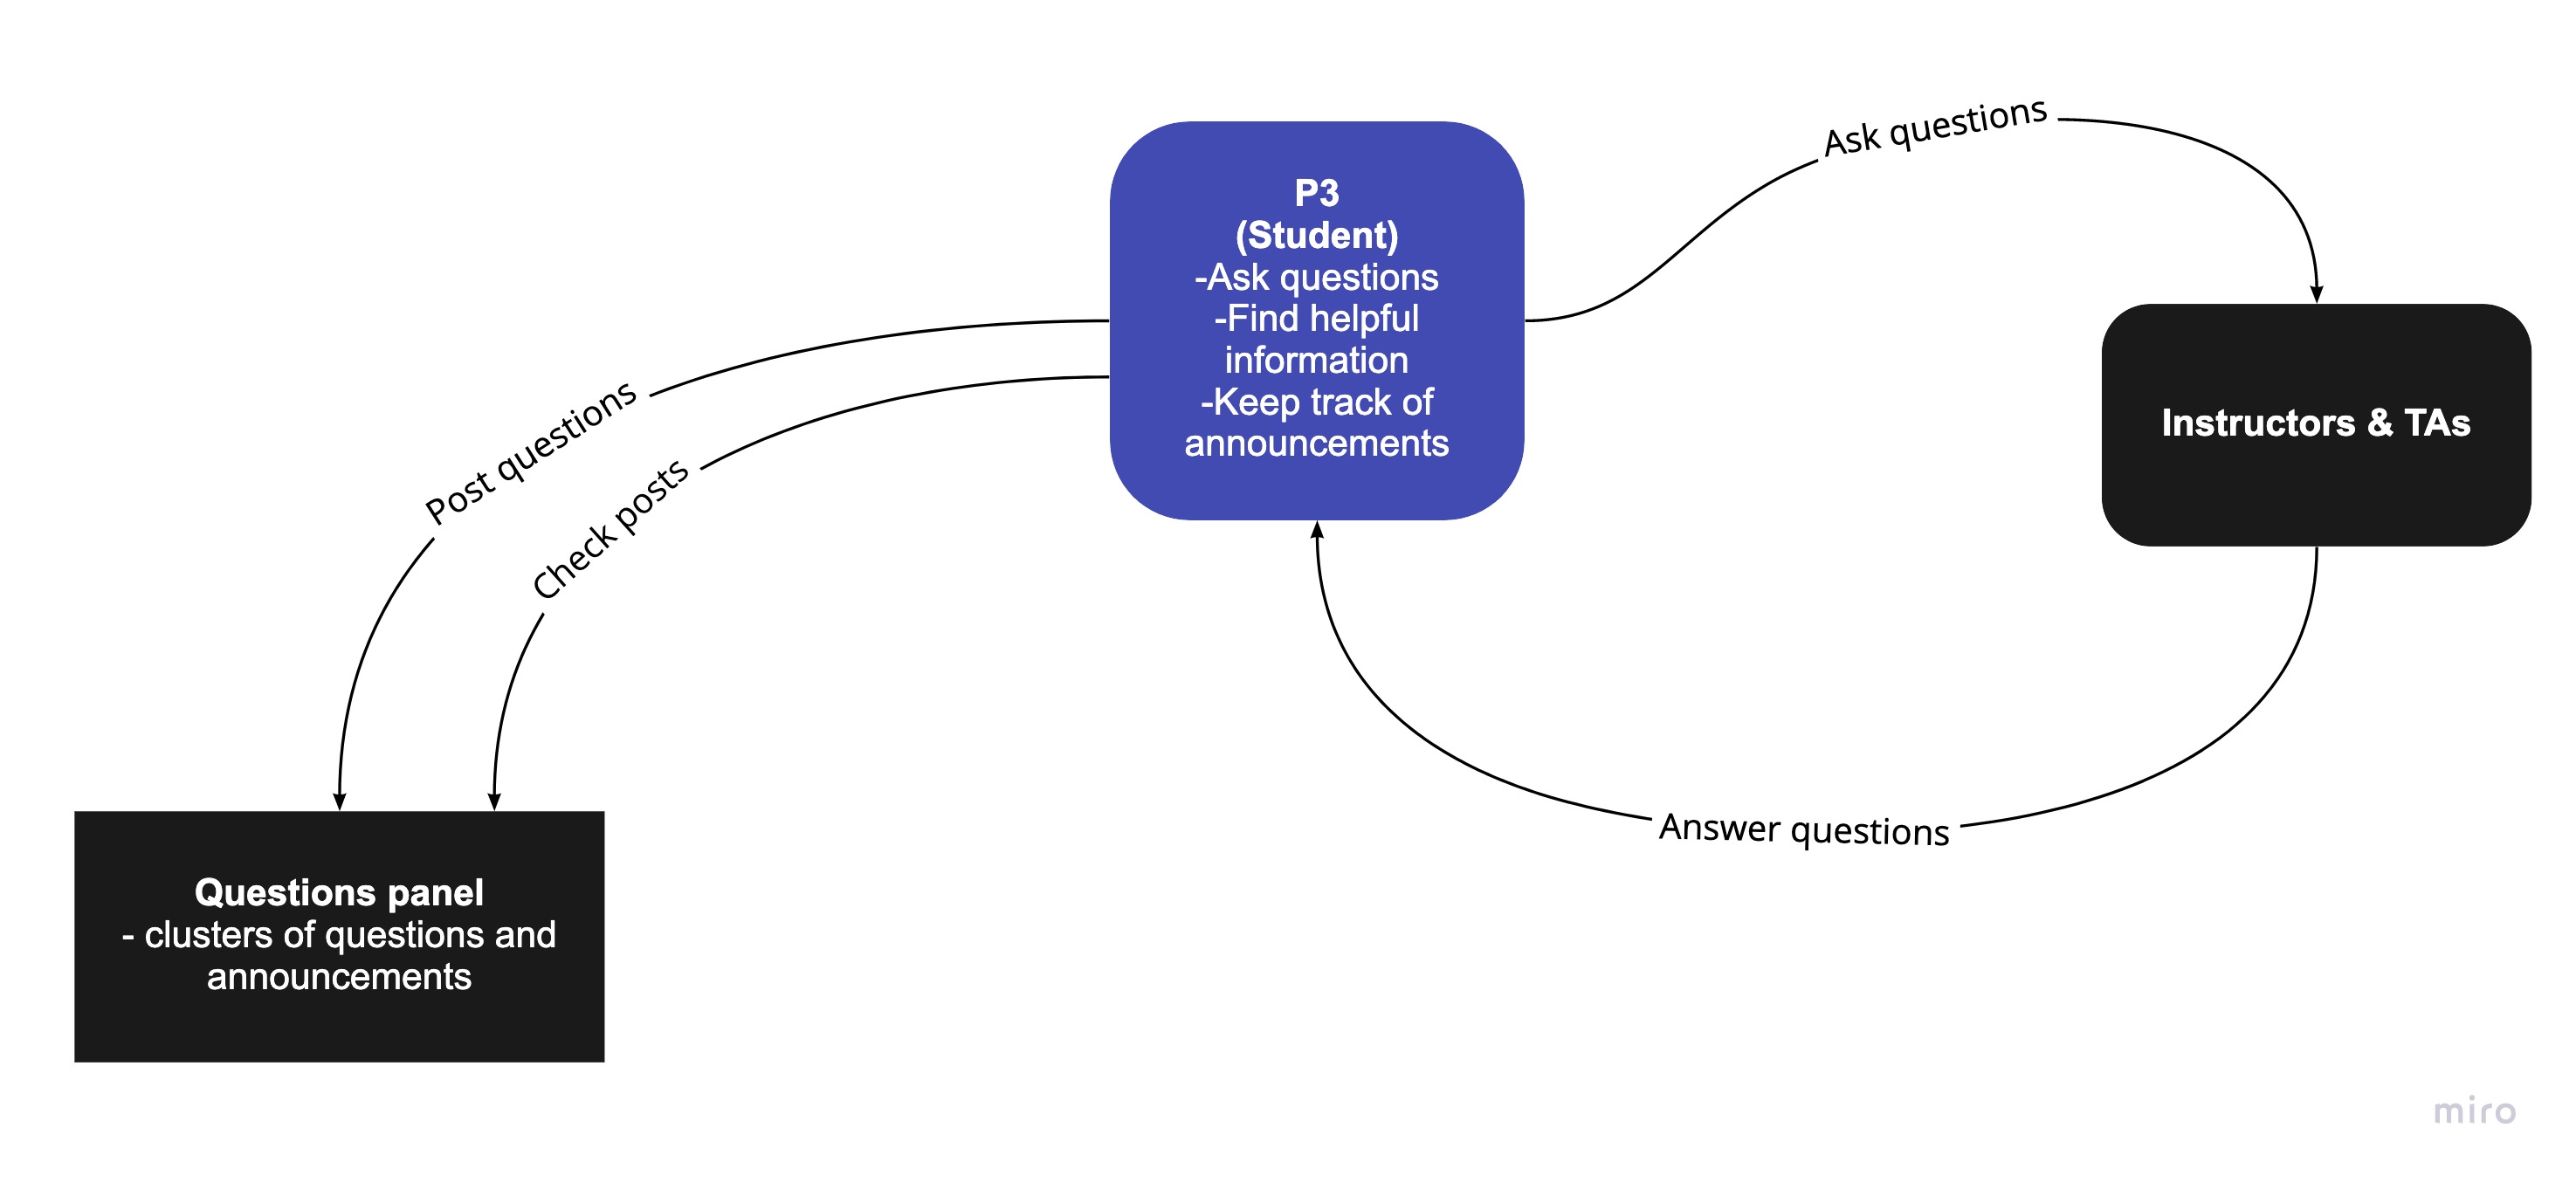 P3
(Student)
-Ask questions
-Find helpful
information
-Keep track of
announcements
Ask questions
Instructors & TAs
Post questions
Check posts
Answer questions
Questions panel
- clusters of questions and
announcements
miro